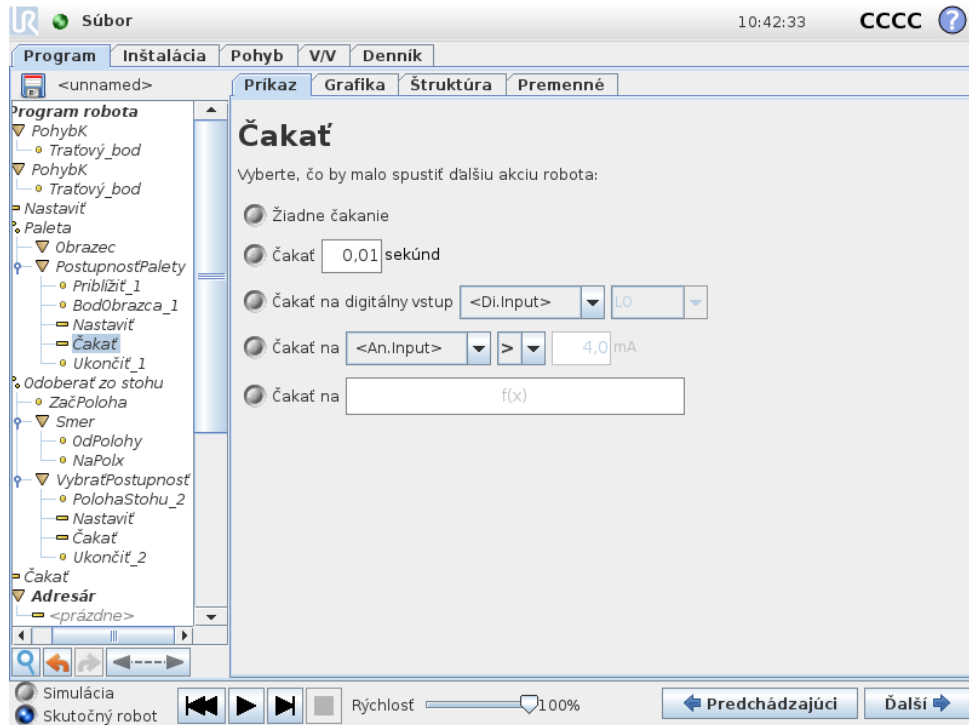 UR Súbor 10:42:33 CCCC ?
Program Inštalácia Pohyb V/V Denník
<unnamed> Príkaz Grafika Štruktúra Premenné
Program robota
PohybK
Traťový_bod
PohybK
Traťový_bod
Nastaviť
Paleta
Obrazec
PostupnosťPalety
Priblížiť_1
BodObrazca_1
Nastaviť
Čakať
Ukončiť_1
Odoberať zo stohu
ZačPoloha
Smer
OdPolohy
NaPolx
VybraťPostupnosť
PolohaStohu_2
Nastaviť
Čakať
Ukončiť_2
Čakať
Adresár
<prázdne>
Čakať
Vyberte, čo by malo spustiť ďalšiu akciu robota:
Žiadne čakanie
Čakať 0,01 sekúnd
Čakať na digitálny vstup <Di.Input> LO
Čakať na <An.Input> > 4,0 mA
Čakať na f(x)
Simulácia
Skutočný robot
Rýchlosť 100%
Predchádzajúci Ďalší